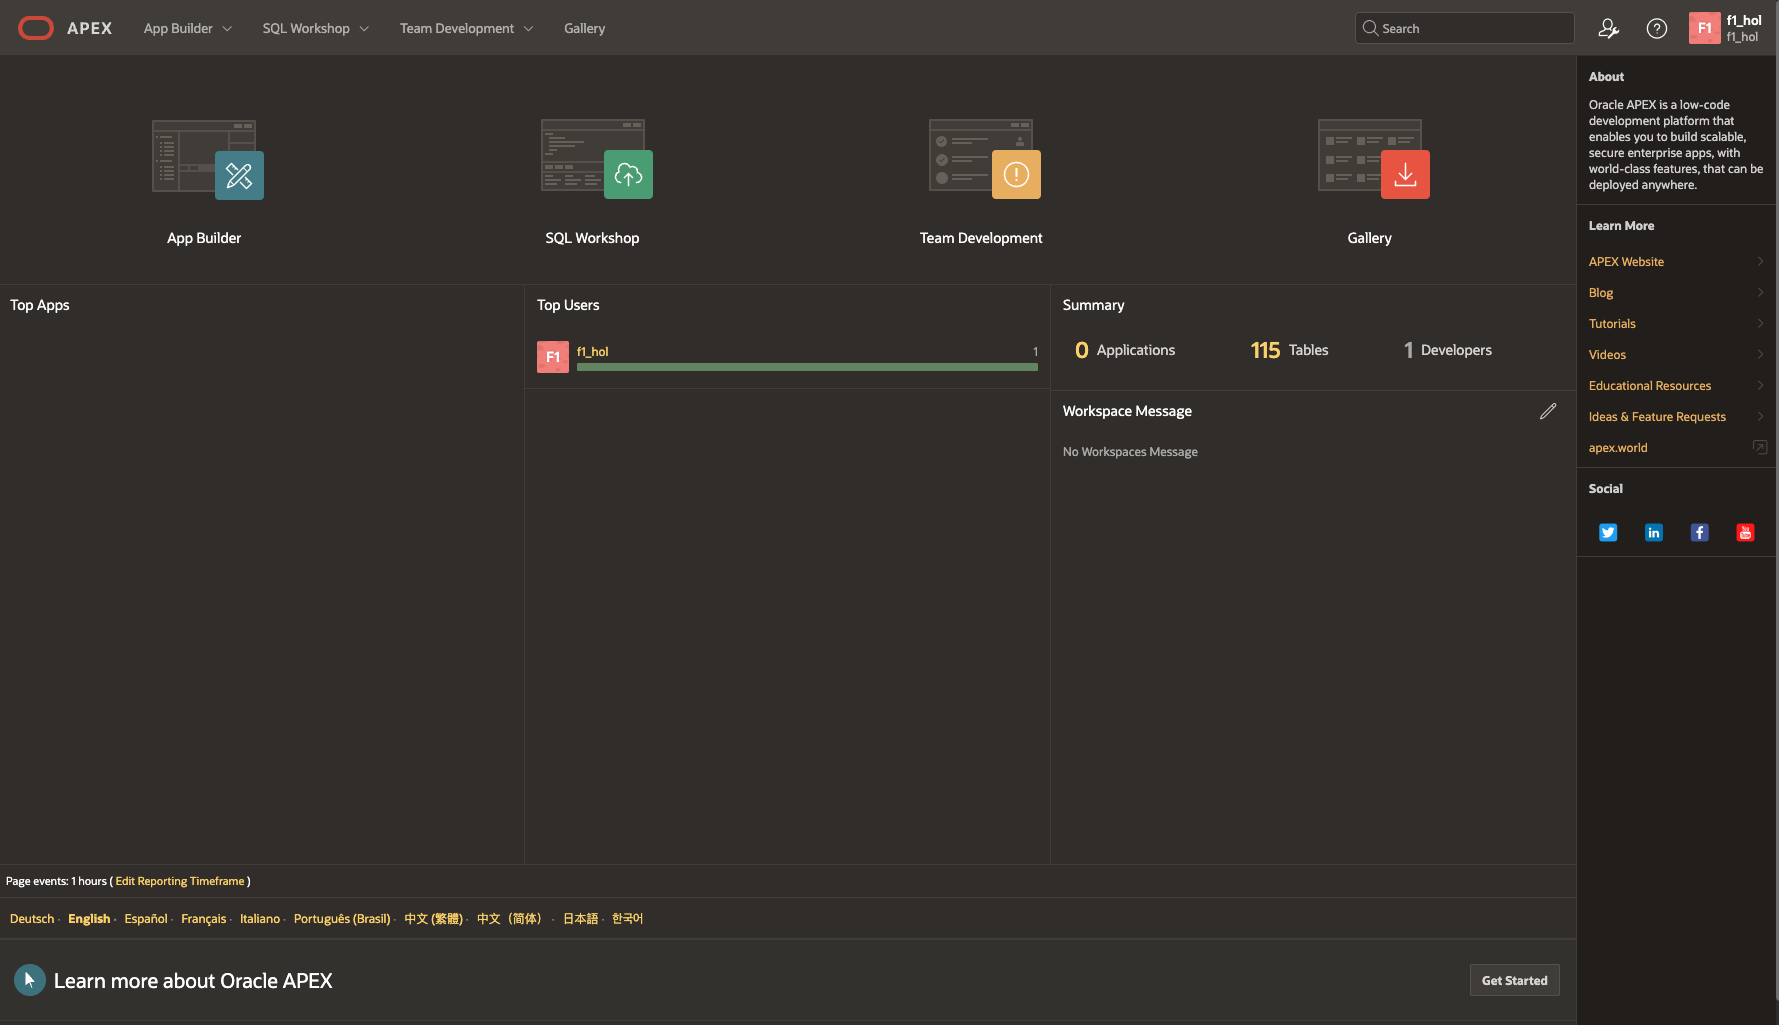 APEX
App Builder
SQL Workshop
Team Development
Gallery
Search
F1
f1_hol
f1_hol
App Builder
SQL Workshop
Team Development
Gallery
Top Apps
Top Users
F1
f1_hol
1
Summary
0 Applications
115 Tables
1 Developers
Workspace Message
No Workspaces Message
Page events: 1 hours ( Edit Reporting Timeframe )
Deutsch · English · Español · Français · Italiano · Português (Brasil) · 中文 (繁體) · 中文（简体） · 日本語 · 한국어
Learn more about Oracle APEX
Get Started
About
Oracle APEX is a low-code
development platform that
enables you to build scalable,
secure enterprise apps, with
world-class features, that can be
deployed anywhere.
Learn More
APEX Website
Blog
Tutorials
Videos
Educational Resources
Ideas & Feature Requests
apex.world
Social